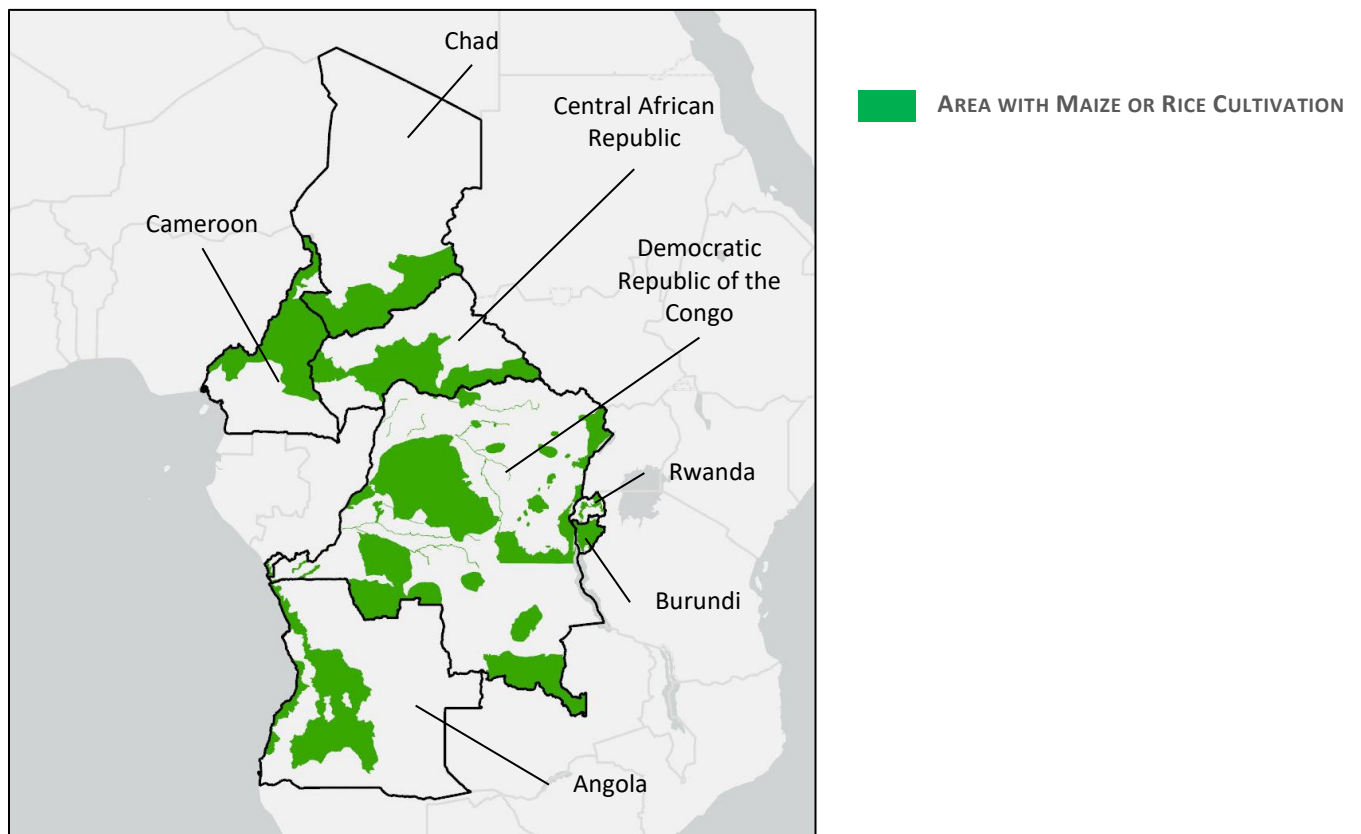 Chad
Central African
Republic
Cameroon
Democratic
Republic of the
Congo
Rwanda
Burundi
Angola
AREA WITH MAIZE OR RICE CULTIVATION